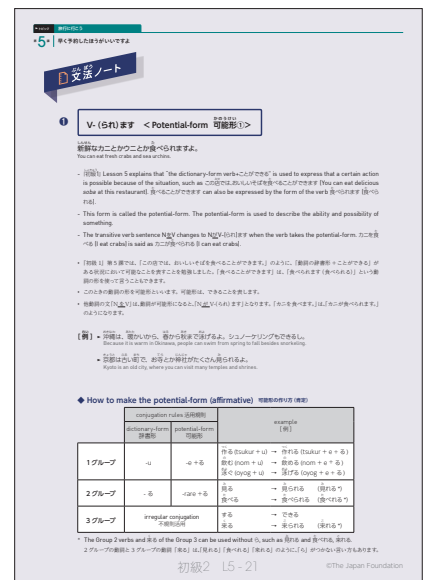 トピック 旅行に行こう
5 早く予約したほうがいいですよ
ぶん ぽう
文法ノート
かのうけい
❶ V- (られ) ます < Potential-form 可能形①>
しんせん た
新鮮なカニとかウニとか食べられますよ。
You can eat fresh crabs and sea urchins.
- 『初級1』 Lesson 5 explains that "the dictionary-form verb+ことができる" is used to express that a certain action
is possible because of the situation, such as この店では、おいしいそばを食べることができます (You can eat delicious
soba at this restaurant). 食べることができます can also be expressed by the form of the verb 食べられます (食べら
れる).
- This form is called the potential-form. The potential-form is used to describe the ability and possibility of
something.
- The transitive verb sentence NをV changes to NがV-(られ)ます when the verb takes the potential-form. カニを食
べる (I eat crabs) is said as カニが食べられる (I can eat crabs).
• 『初級 1』 第 5 課では、「この店では、おいしいそばを食べることができます。」のように、「動詞の辞書形 + ことができる」が
ある状況において可能なことを表すことを勉強しました。「食べることができます」は、「食べられます (食べられる)」という動
詞の形を使って言うこともできます。
• このときの動詞の形を可能形といいます。可能形は、できることを表します。
• 他動詞の文「N を V」は、動詞が可能形になると、「N が V-(られ) ます」となります。「カニを食べます。」は、「カニが食べられます。」
のようになります。
[例] ▸ 沖縄は、暖かいから、春から秋まで泳げるよ。シュノーケリングもできるし。
Because it is warm in Okinawa, people can swim from spring to fall besides snorkeling.
▸ 京都は古い町で、お寺とか神社がたくさん見られるよ。
Kyoto is an old city, where you can visit many temples and shrines.
◆ How to make the potential-form (affirmative) 可能形の作り方 (肯定)
conjugation rules 活用規則
example
[例]
dictionary-form
辞書形
potential-form
可能形
1 グループ -u -e +る
作る (tsukur + u) → 作れる (tsukur + e + る)
飲む (nom + u) → 飲める (nom + e + る)
泳ぐ (oyog + u) → 泳げる (oyog + e + る)
2 グループ - る -rare +る
見る → 見られる (見れる*)
食べる → 食べられる (食べれる*)
3 グループ irregular conjugation
不規則活用
する → できる
来る → 来られる (来れる*)
* The Group 2 verbs and 来る of the Group 3 can be used without ら, such as 見れる and 食べれる, 来れる.
2 グループの動詞と 3 グループの動詞 「来る」は、「見れる」「食べれる」「来れる」のように、「ら」がつかない言い方もあります。
初級2 L5 - 21
©The Japan Foundation